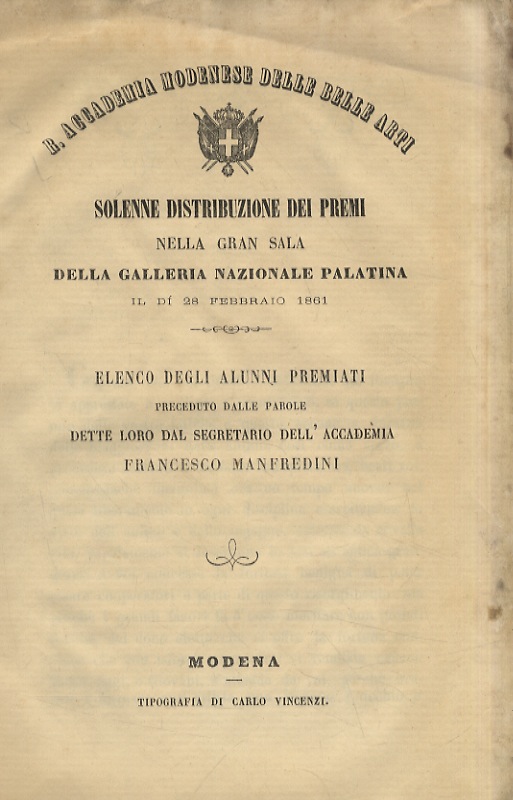 R. ACCADEMIA MODENESE DELLE BELLE ARTI
SOLENNE DISTRIBUZIONE DEI PREMI
NELLA GRAN SALA
DELLA GALLERIA NAZIONALE PALATINA
IL DÍ 28 FEBBRAIO 1861
ELENCO DEGLI ALUNNI PREMIATI
PRECEDUTO DALLE PAROLE
DETTE LORO DAL SEGRETARIO DELL' ACCADEMIA
FRANCESCO MANFREDINI
MODENA
TIPOGRAFIA DI CARLO VINCENZI.